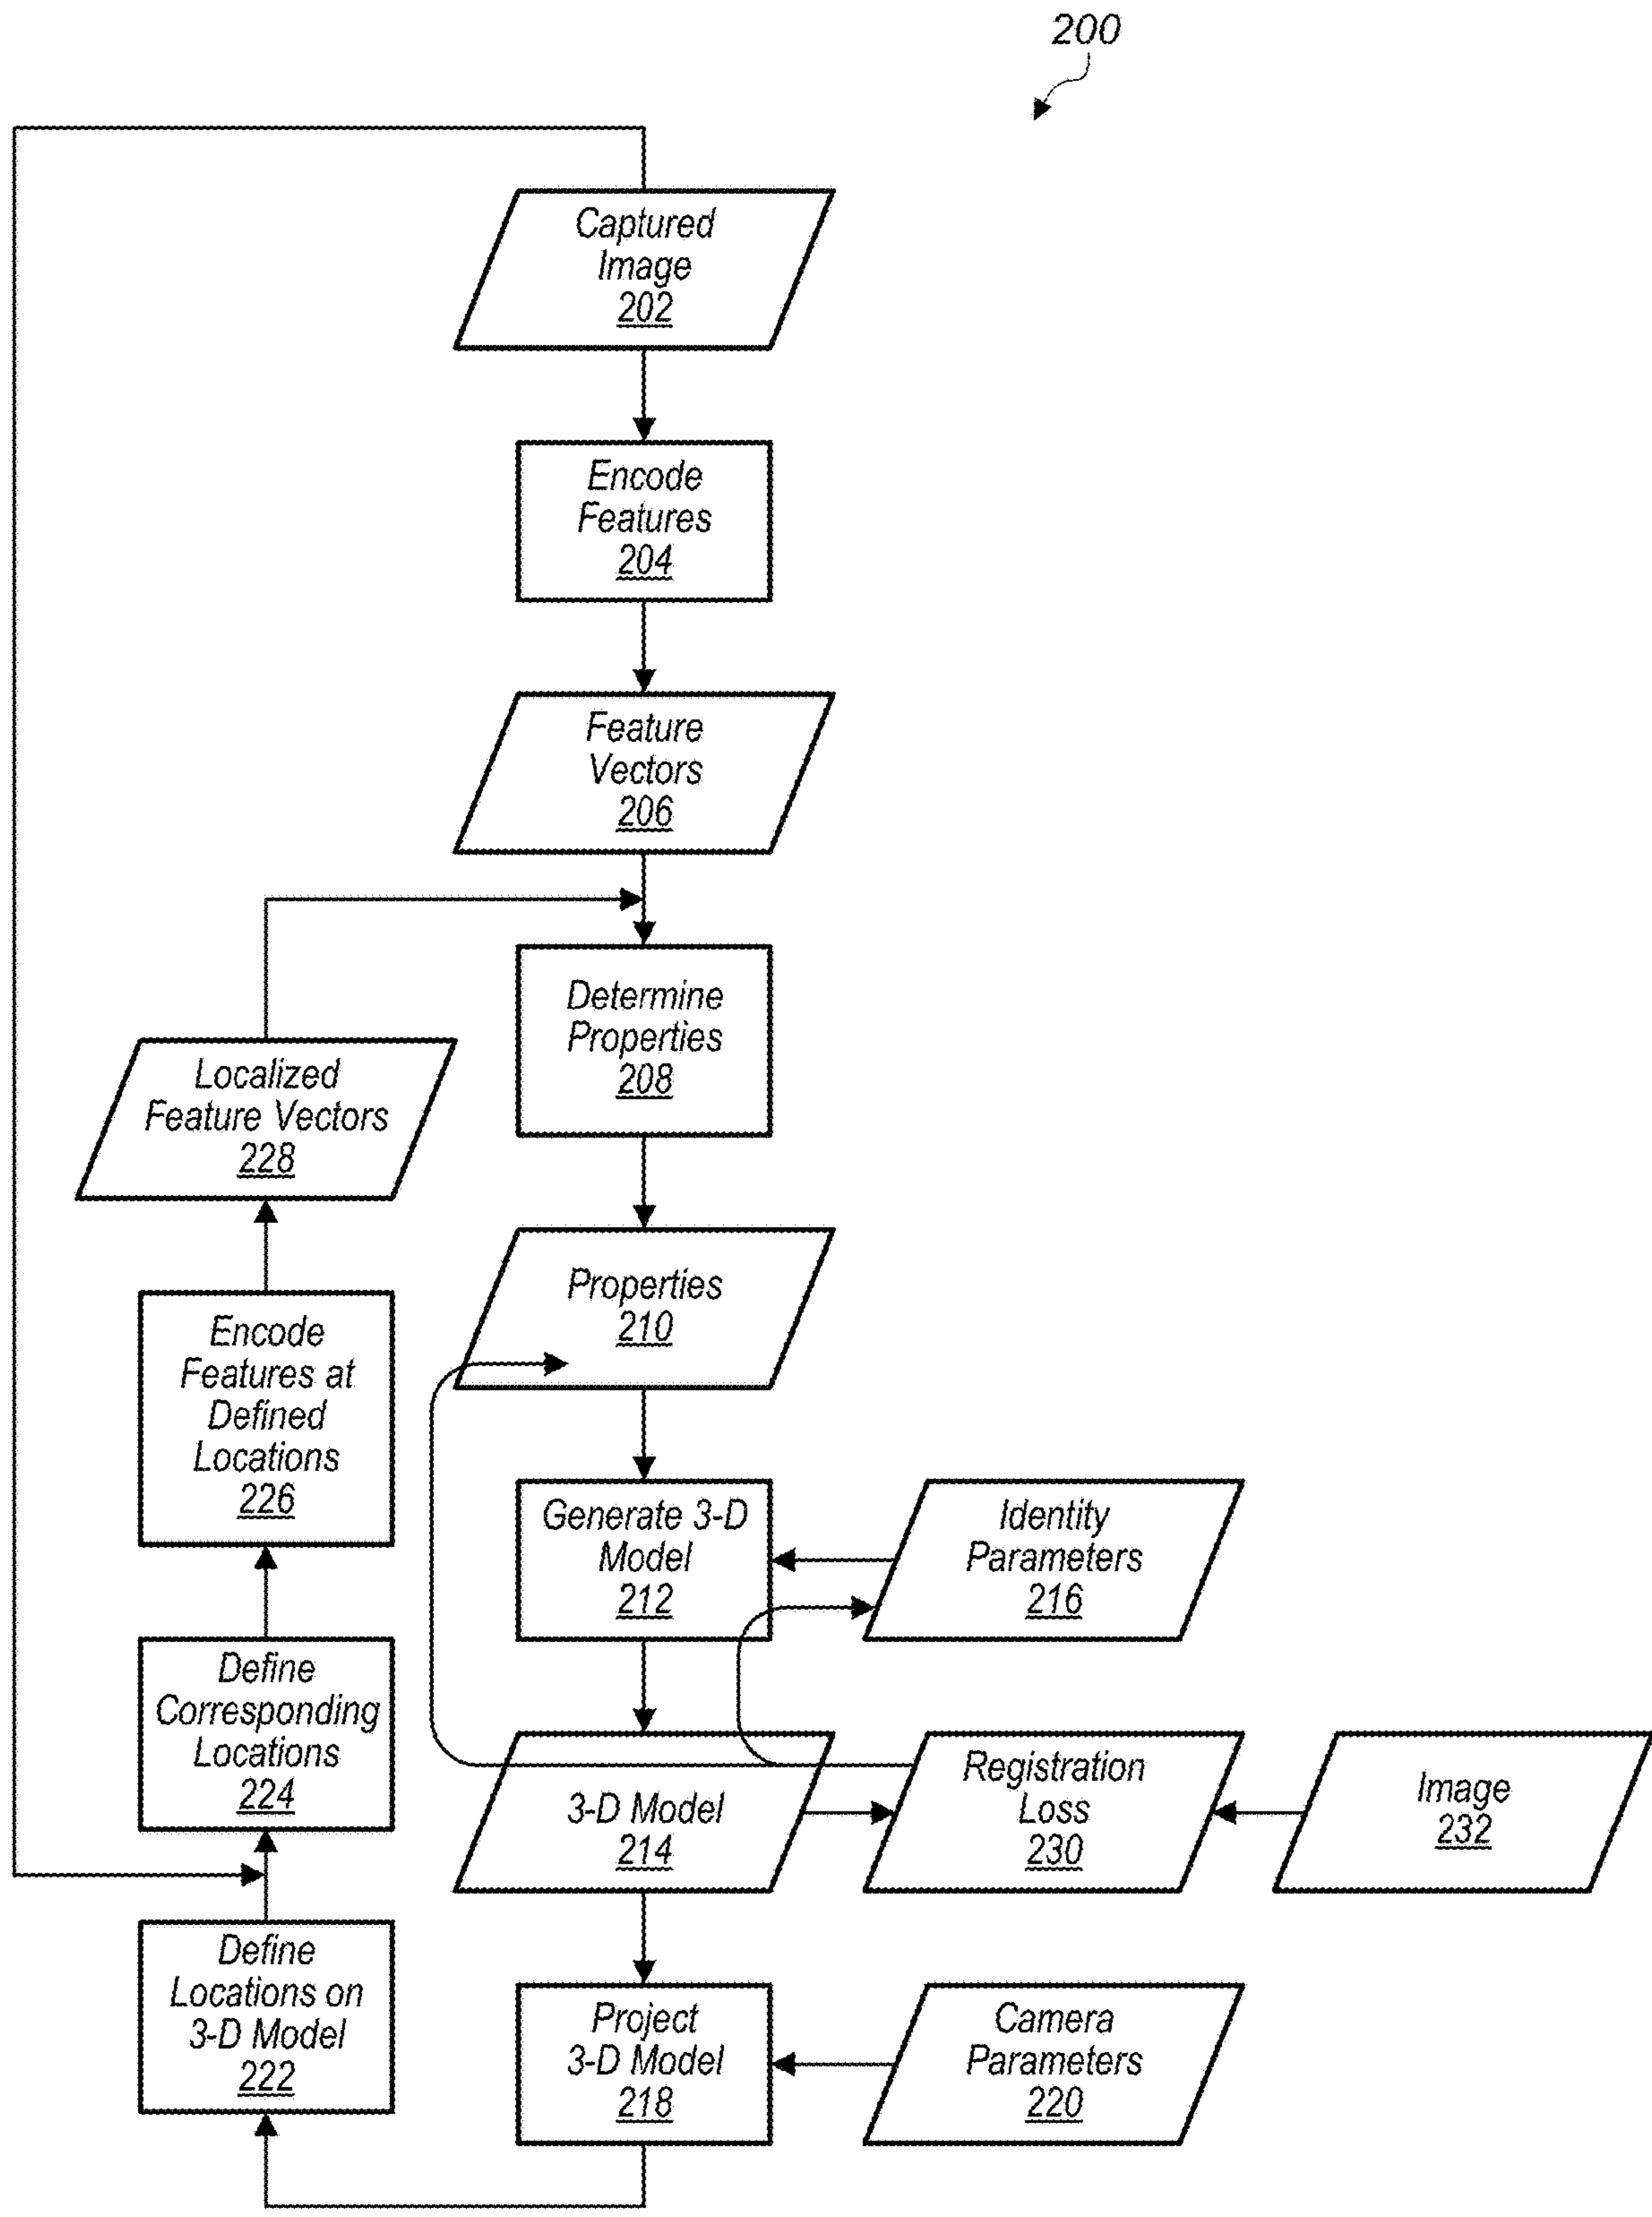 200
Captured
Image
202
Encode
Features
204
Feature
Vectors
206
Determine
Properties
208
Localized
Feature Vectors
228
Properties
210
Encode
Features at
Defined
Locations
226
Generate 3-D
Model
212
Identity
Parameters
216
Define
Corresponding
Locations
224
3-D Model
214
Registration
Loss
230
Image
232
Define
Locations on
3-D Model
222
Project
3-D Model
218
Camera
Parameters
220